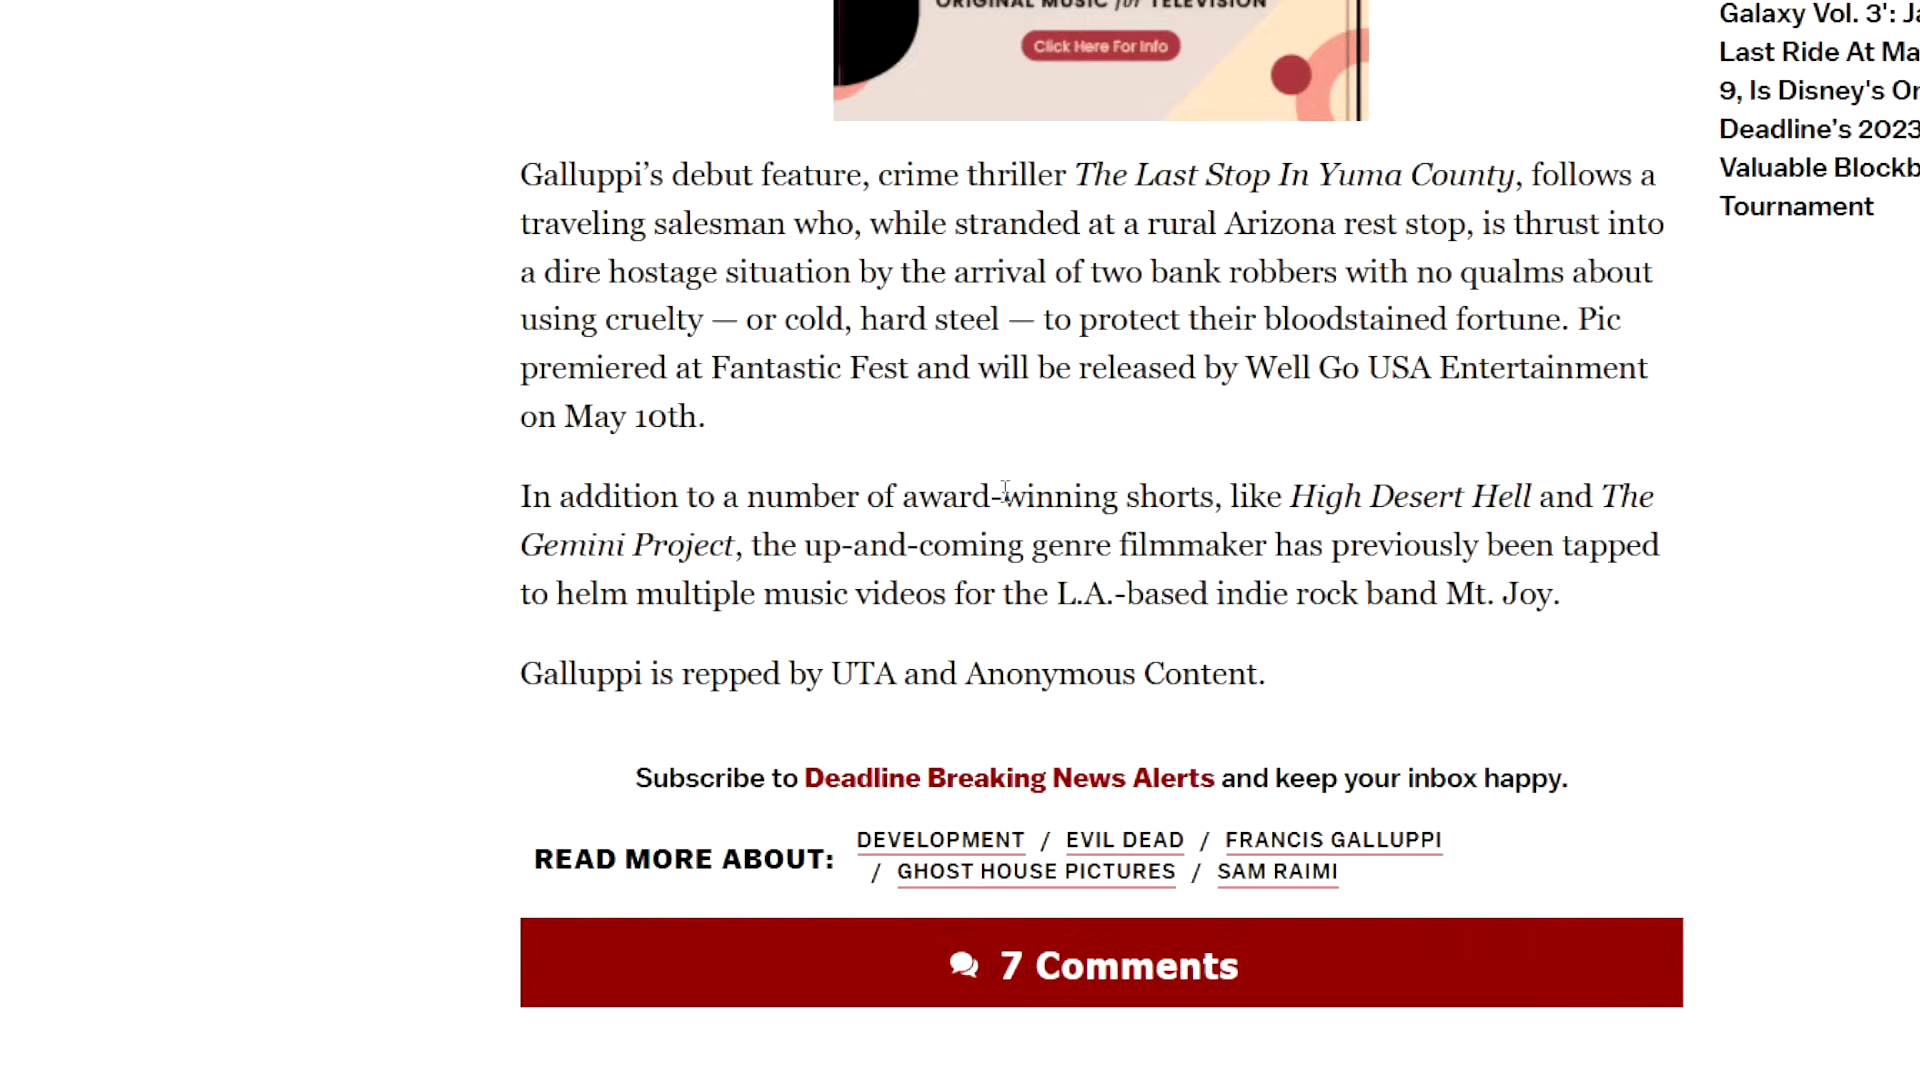 ORIGINAL MUSIC for TELEVISION
Click Here For Info
Galluppi’s debut feature, crime thriller The Last Stop In Yuma County, follows a
traveling salesman who, while stranded at a rural Arizona rest stop, is thrust into
a dire hostage situation by the arrival of two bank robbers with no qualms about
using cruelty — or cold, hard steel — to protect their bloodstained fortune. Pic
premiered at Fantastic Fest and will be released by Well Go USA Entertainment
on May 10th.
In addition to a number of award-winning shorts, like High Desert Hell and The
Gemini Project, the up-and-coming genre filmmaker has previously been tapped
to helm multiple music videos for the L.A.-based indie rock band Mt. Joy.
Galluppi is repped by UTA and Anonymous Content.
Subscribe to Deadline Breaking News Alerts and keep your inbox happy.
READ MORE ABOUT:
DEVELOPMENT / EVIL DEAD / FRANCIS GALLUPPI
/ GHOST HOUSE PICTURES / SAM RAIMI
7 Comments
Galaxy Vol. 3':
Last Ride At
9, Is Disney's
Deadline’s 2023
Valuable
Tournament